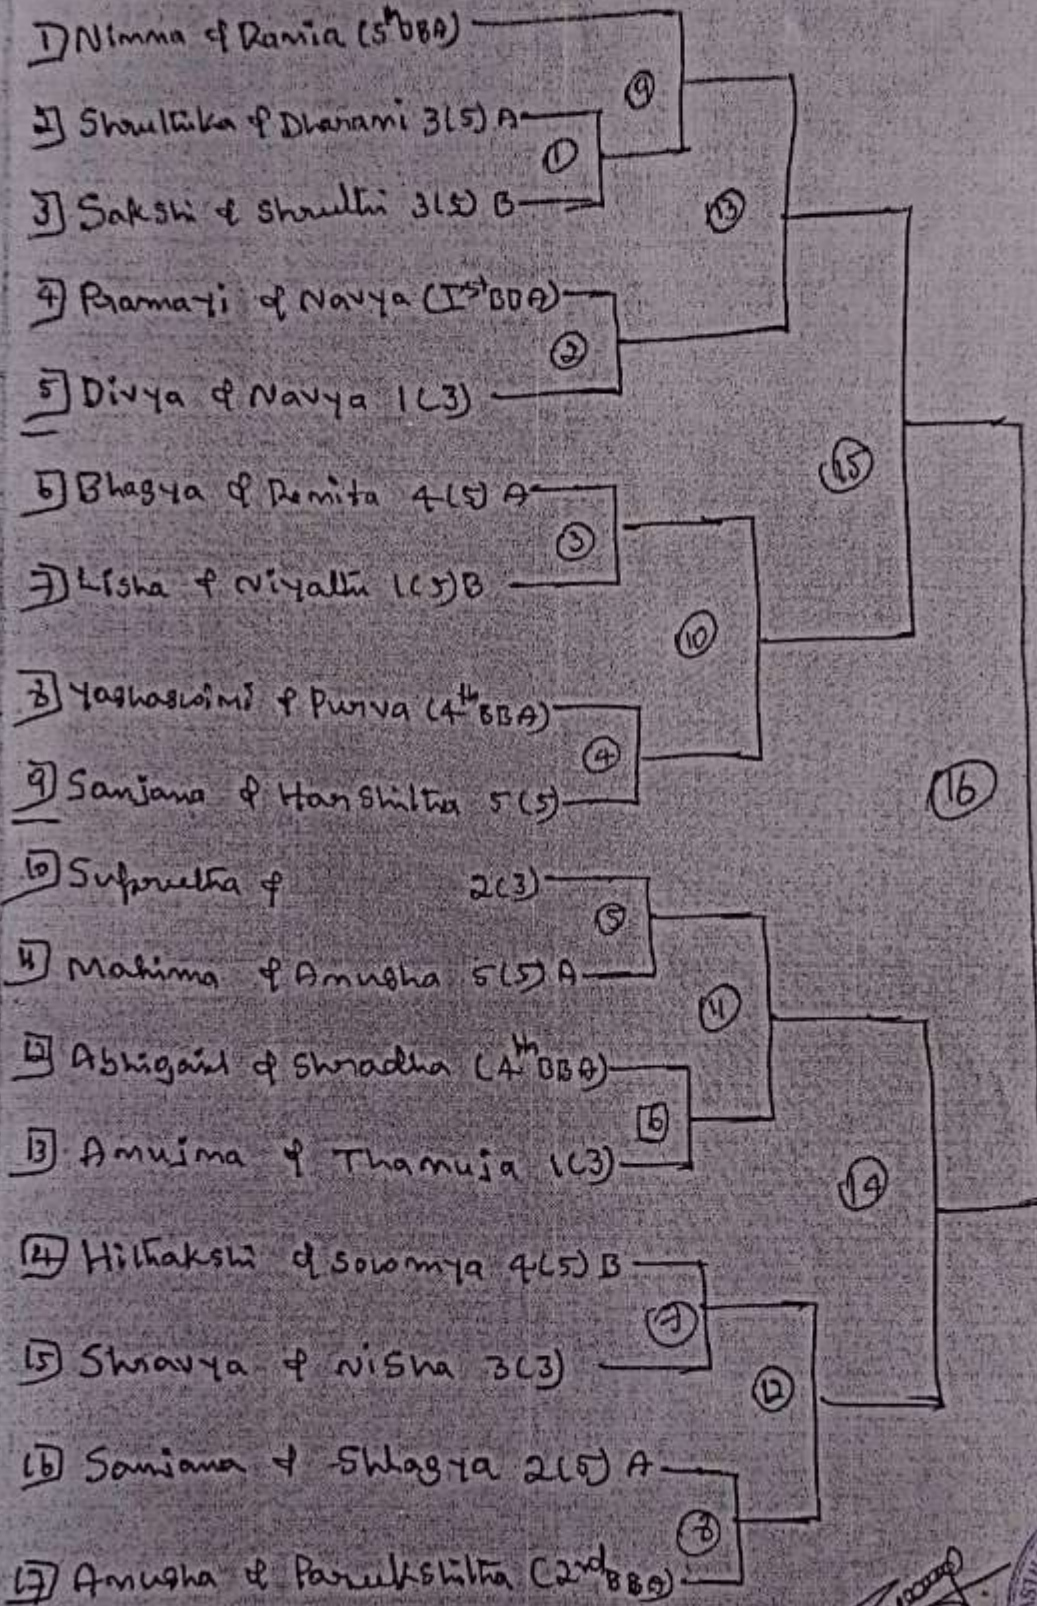 1) Nimma & Ramia (5th BBA)
2] Shruthika & Dharani 3(5) A
3] Sakshi & Shruthi 3(5) B
4] Paramayi & Navya (Ist BBA)
5] Divya & Navya 1(3)
6] Bhagya & Remita 4(5) A
7] Lisha & Niyathi 1(5) B
8] Yashaswini & Purva (4th BBA)
9] Sanjana & Harshitha 5(5)
10] Supreetha & 2(3)
11] Mahima & Anusha 5(5) A
12] Abhigail & Shradha (4th BBA)
13] Anujna & Thanuja 1(3)
14] Hithakshi & Sowmya 4(5) B
15] Shravya & Nisha 3(3)
16] Sanjana & Shlagya 2(5) A
17] Anusha & Pareekshitha (2nd BBA)
1
2
3
4
5
6
7
8
9
10
11
12
13
14
15
16